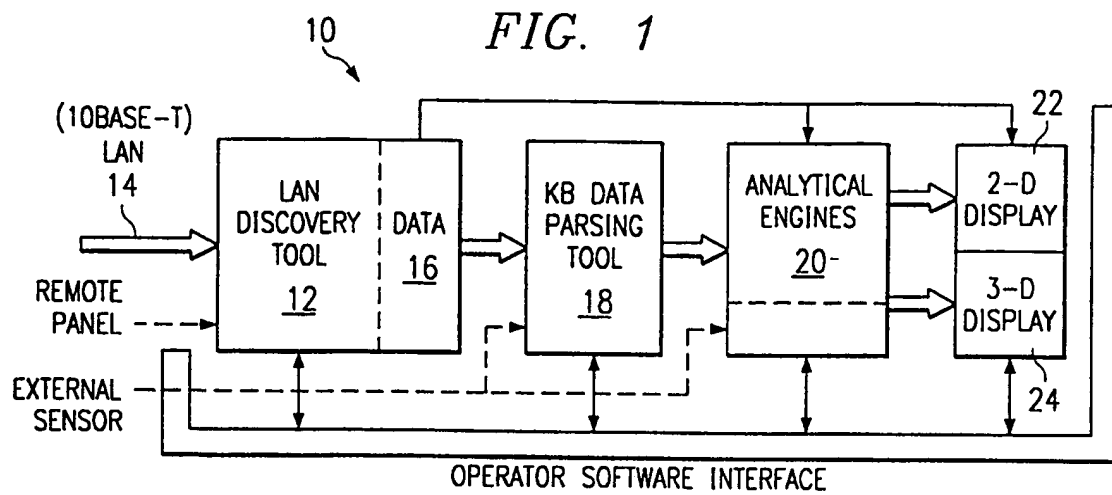 FIG. 1
10
(10BASE-T)
LAN
14
LAN
DISCOVERY
TOOL
12
DATA
16
KB DATA
PARSING
TOOL
18
ANALYTICAL
ENGINES
20
22
2-D
DISPLAY
3-D
DISPLAY
24
REMOTE
PANEL
EXTERNAL
SENSOR
OPERATOR SOFTWARE INTERFACE